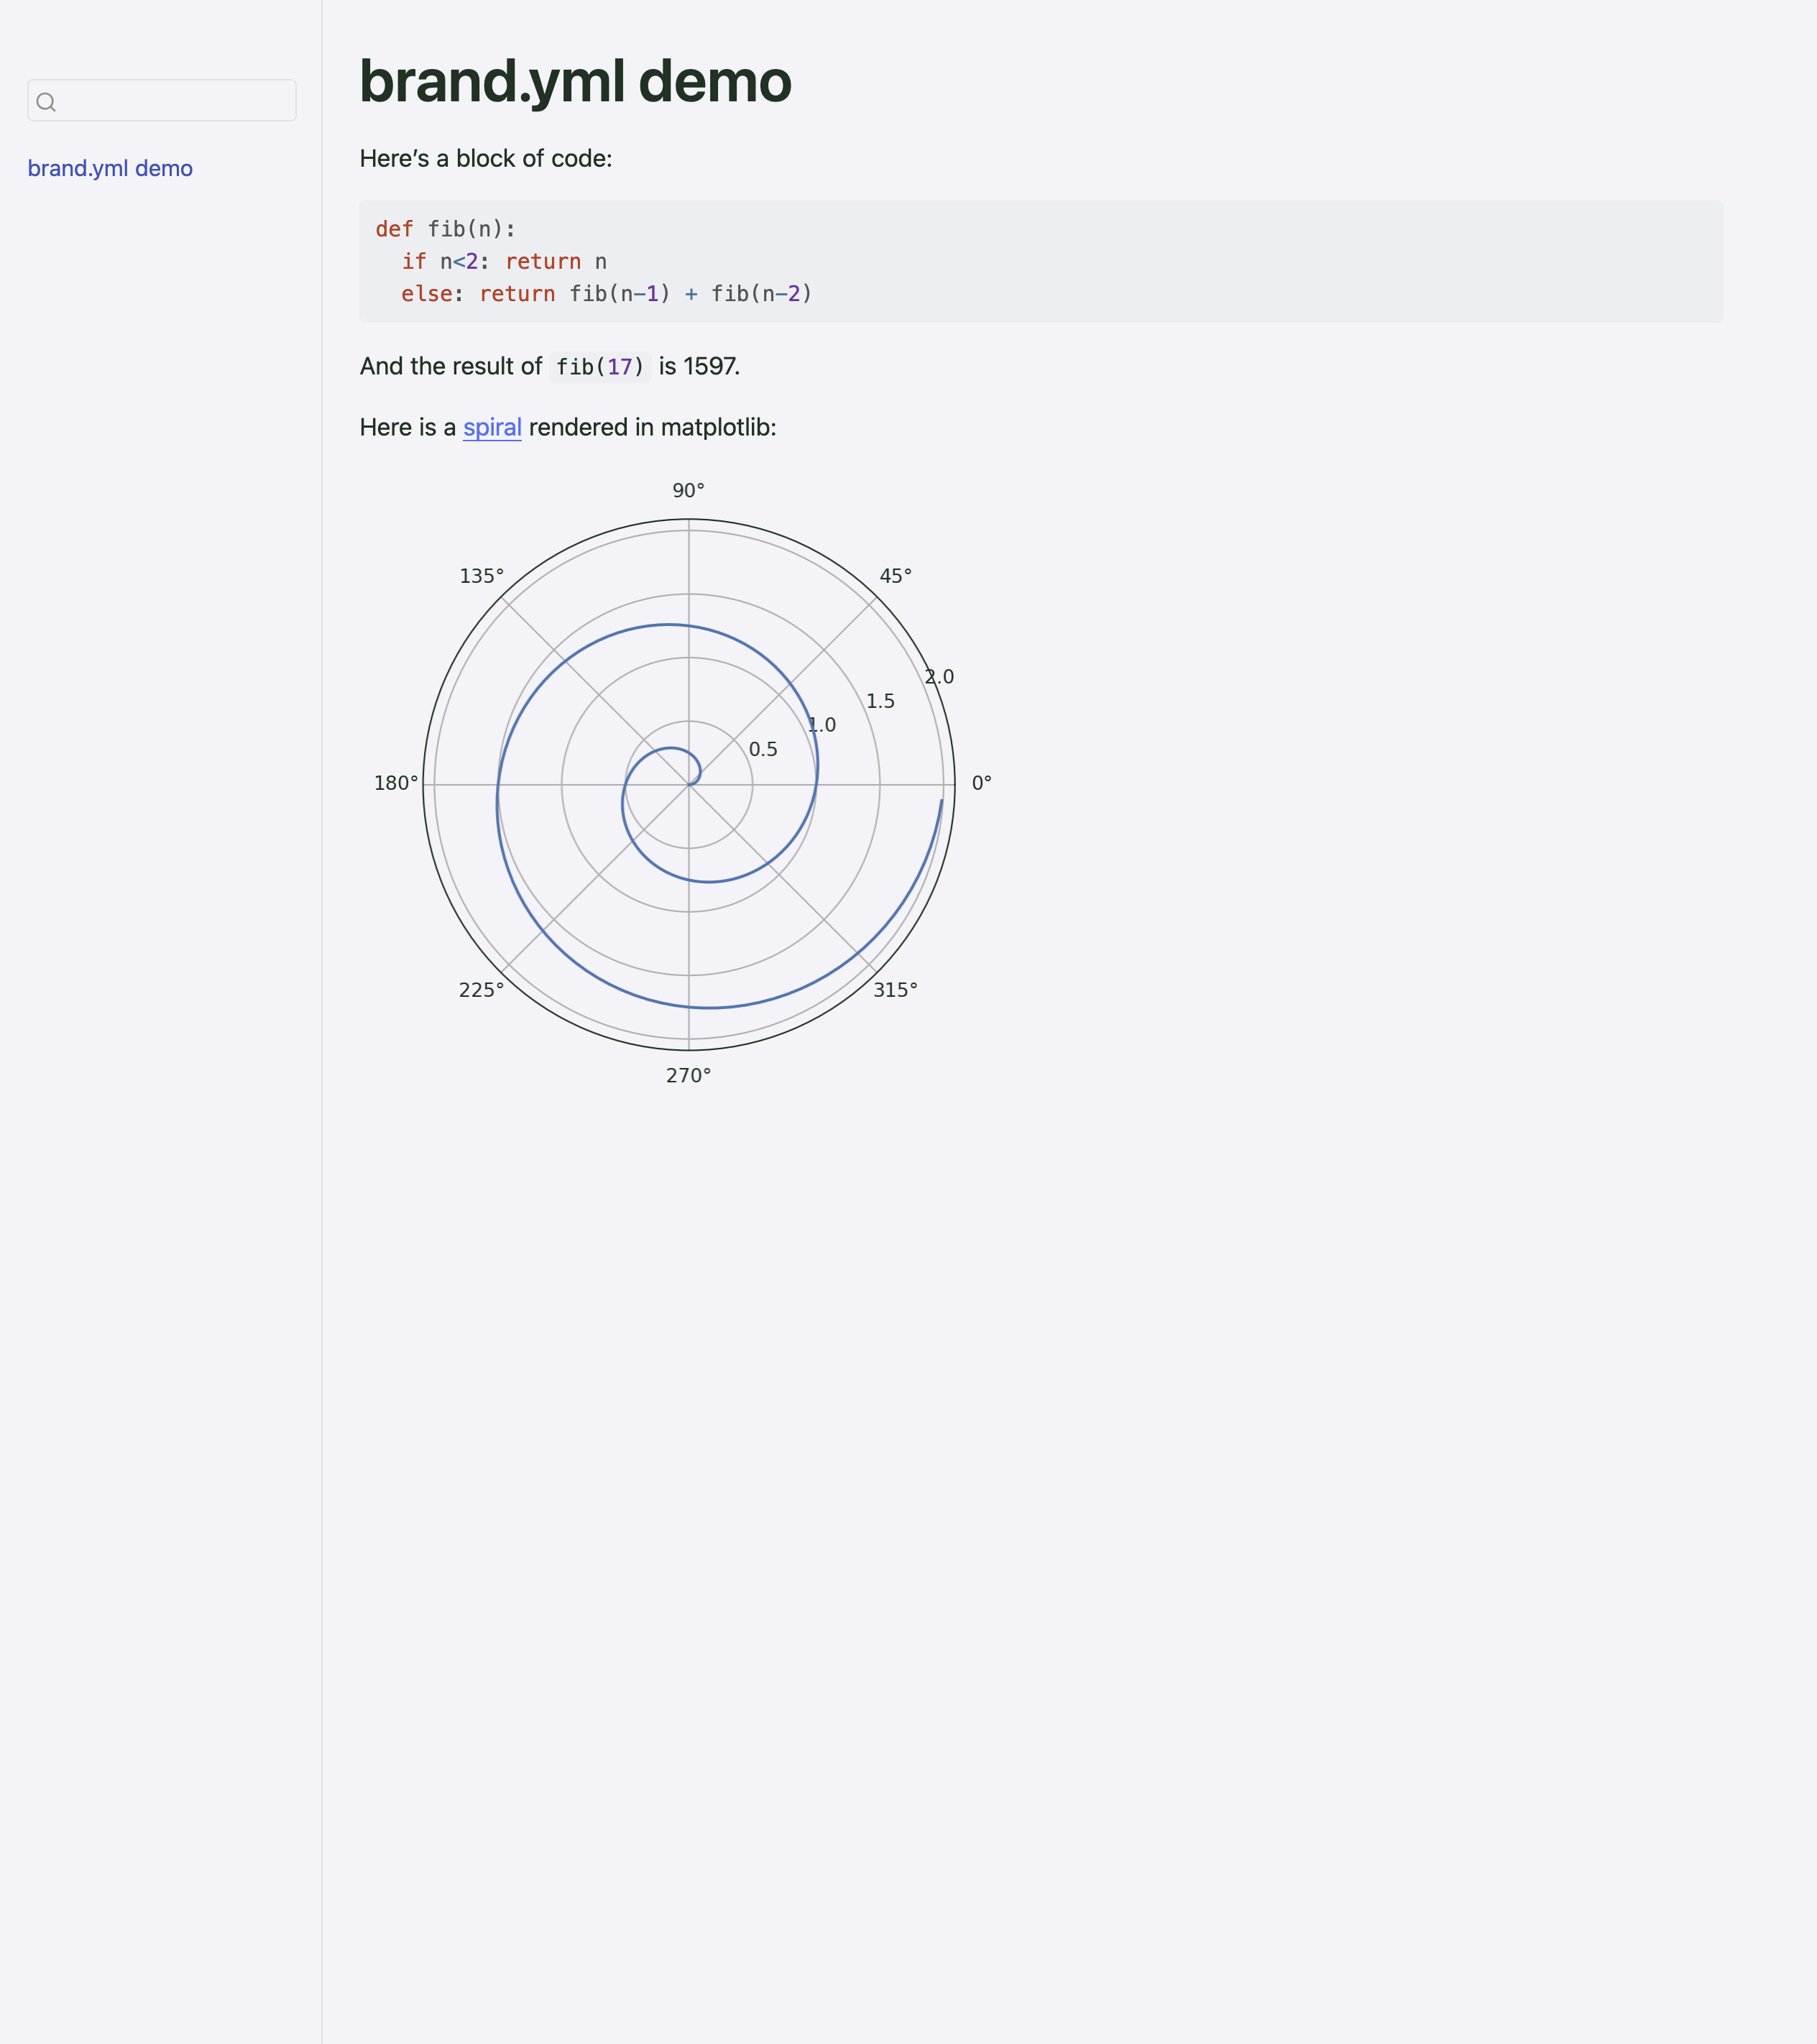 brand.yml demo
brand.yml demo
Here’s a block of code:
def fib(n):
  if n<2: return n
  else: return fib(n−1) + fib(n−2)
And the result of fib(17) is 1597.
Here is a spiral rendered in matplotlib:
90°
135°
45°
2.0
1.5
1.0
0.5
180°
0°
225°
315°
270°